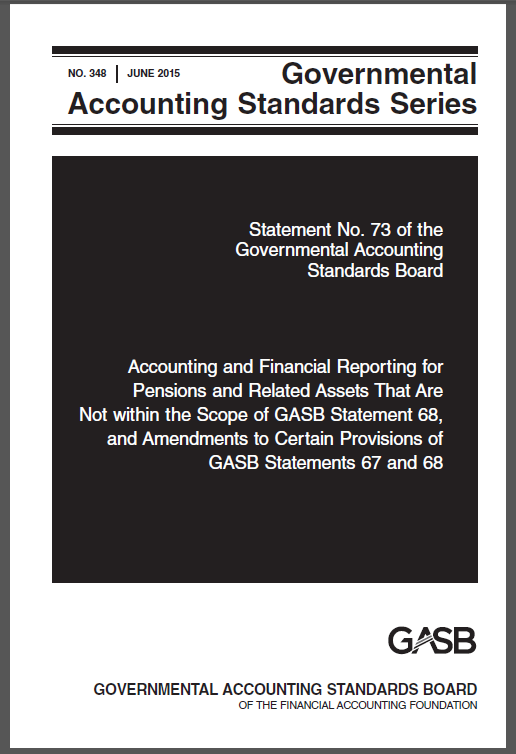 NO. 348 | JUNE 2015
Governmental
Accounting Standards Series
Statement No. 73 of the
Governmental Accounting
Standards Board
Accounting and Financial Reporting for
Pensions and Related Assets That Are
Not within the Scope of GASB Statement 68,
and Amendments to Certain Provisions of
GASB Statements 67 and 68
GASB
GOVERNMENTAL ACCOUNTING STANDARDS BOARD
OF THE FINANCIAL ACCOUNTING FOUNDATION